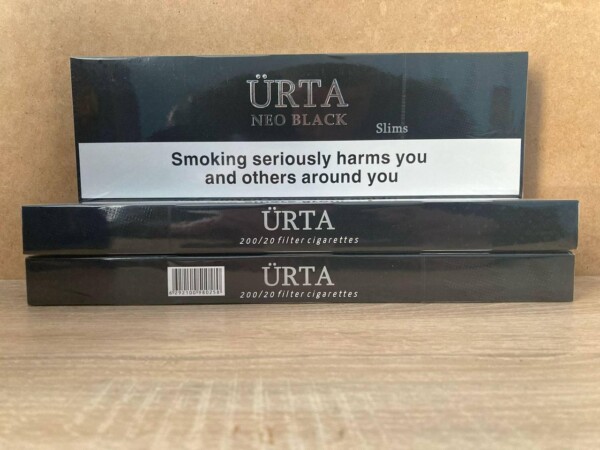 ÜRTA
NEO BLACK
Slims
Smoking seriously harms you
and others around you
ÜRTA
200/20 filter cigarettes
ÜRTA
200/20 filter cigarettes